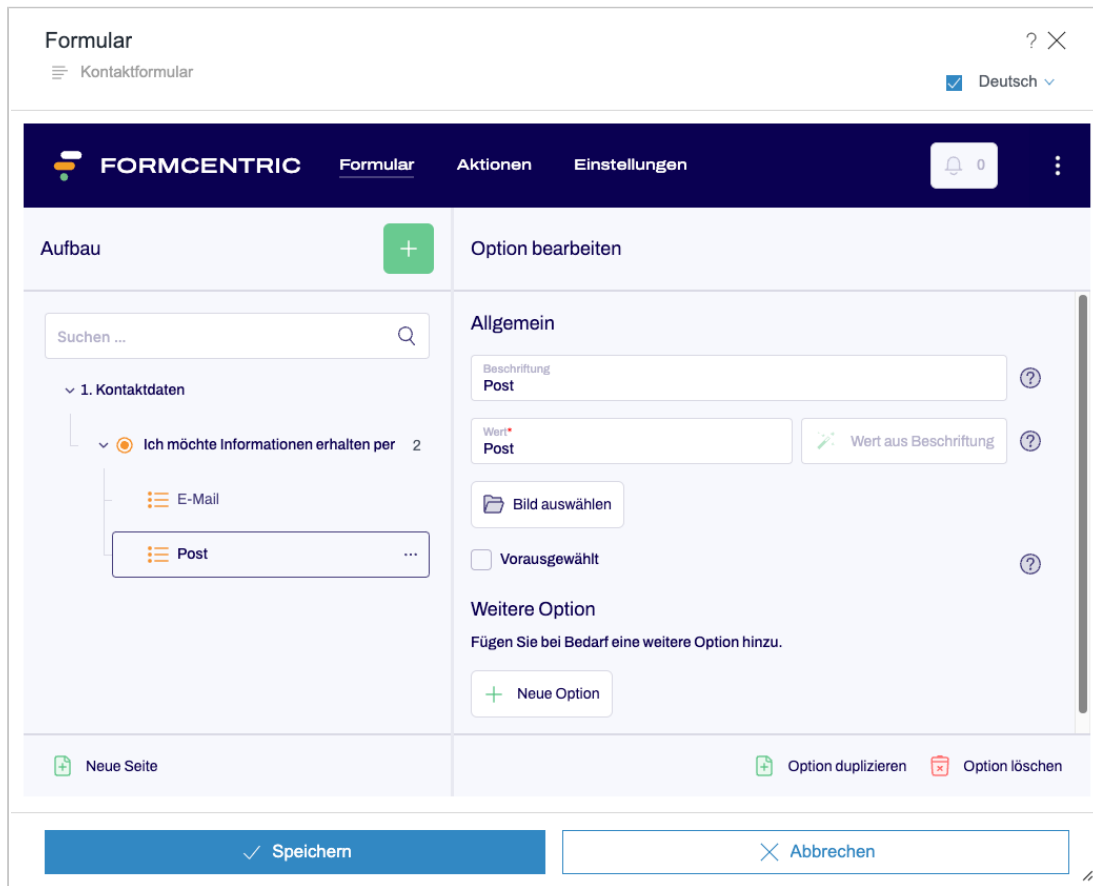 Formular
?
Kontaktformular
Deutsch
FORMCENTRIC Formular Aktionen Einstellungen 0
Aufbau
+
Option bearbeiten
Suchen ...
1. Kontaktdaten
Ich möchte Informationen erhalten per 2
E-Mail
Post ...
Allgemein
Beschriftung
Post
?
Wert*
Post
Wert aus Beschriftung
?
Bild auswählen
Vorausgewählt
?
Weitere Option
Fügen Sie bei Bedarf eine weitere Option hinzu.
+ Neue Option
Neue Seite
Option duplizieren
Option löschen
Speichern
Abbrechen